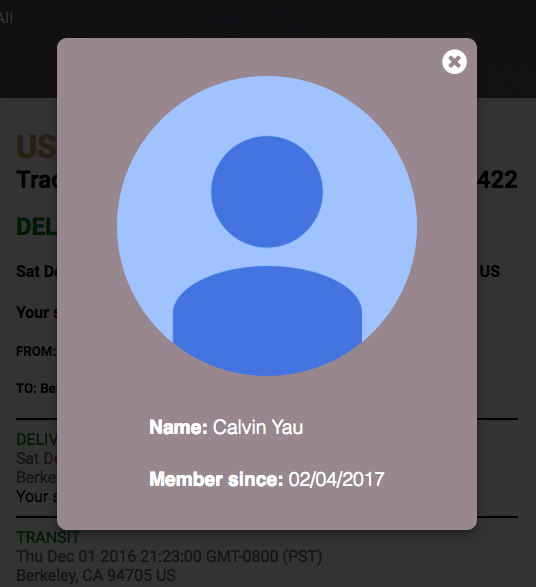 All
US
Trac 422
DEL
Sat De US
Your s
FROM:
TO: Be
Name: Calvin Yau
Member since: 02/04/2017
DELIV
Sat De
Berke
Your s
TRANSIT
Thu Dec 01 2016 21:23:00 GMT-0800 (PST)
Berkeley, CA 94705 US